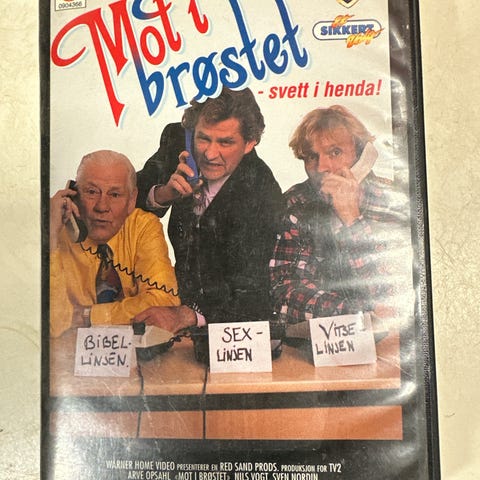 0904366
Mot i
brøstet
SIKKERT
- svett i henda!
BiBEL-
LiNJEN.
SEX-
LiNJEN
ViTSE-
LiNJEN
WARNER HOME VIDEO PRESENTERER EN RED SAND PRODS. PRODUKSJON FOR TV2
ARVE OPSAHL «MOT I BRØSTET» NILS VOGT, SVEN NORDIN